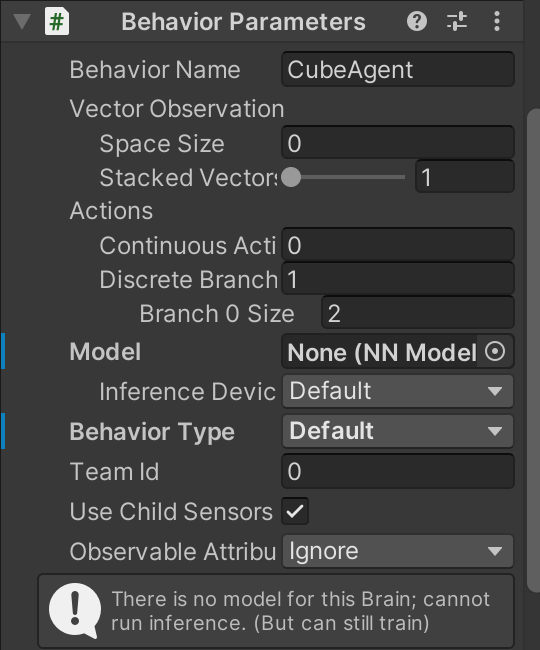 Behavior Parameters
Behavior Name CubeAgent
Vector Observation
Space Size 0
Stacked Vectors 1
Actions
Continuous Acti 0
Discrete Branch 1
Branch 0 Size 2
Model None (NN Model
Inference Devic Default
Behavior Type Default
Team Id 0
Use Child Sensors
Observable Attribu Ignore
There is no model for this Brain; cannot
run inference. (But can still train)